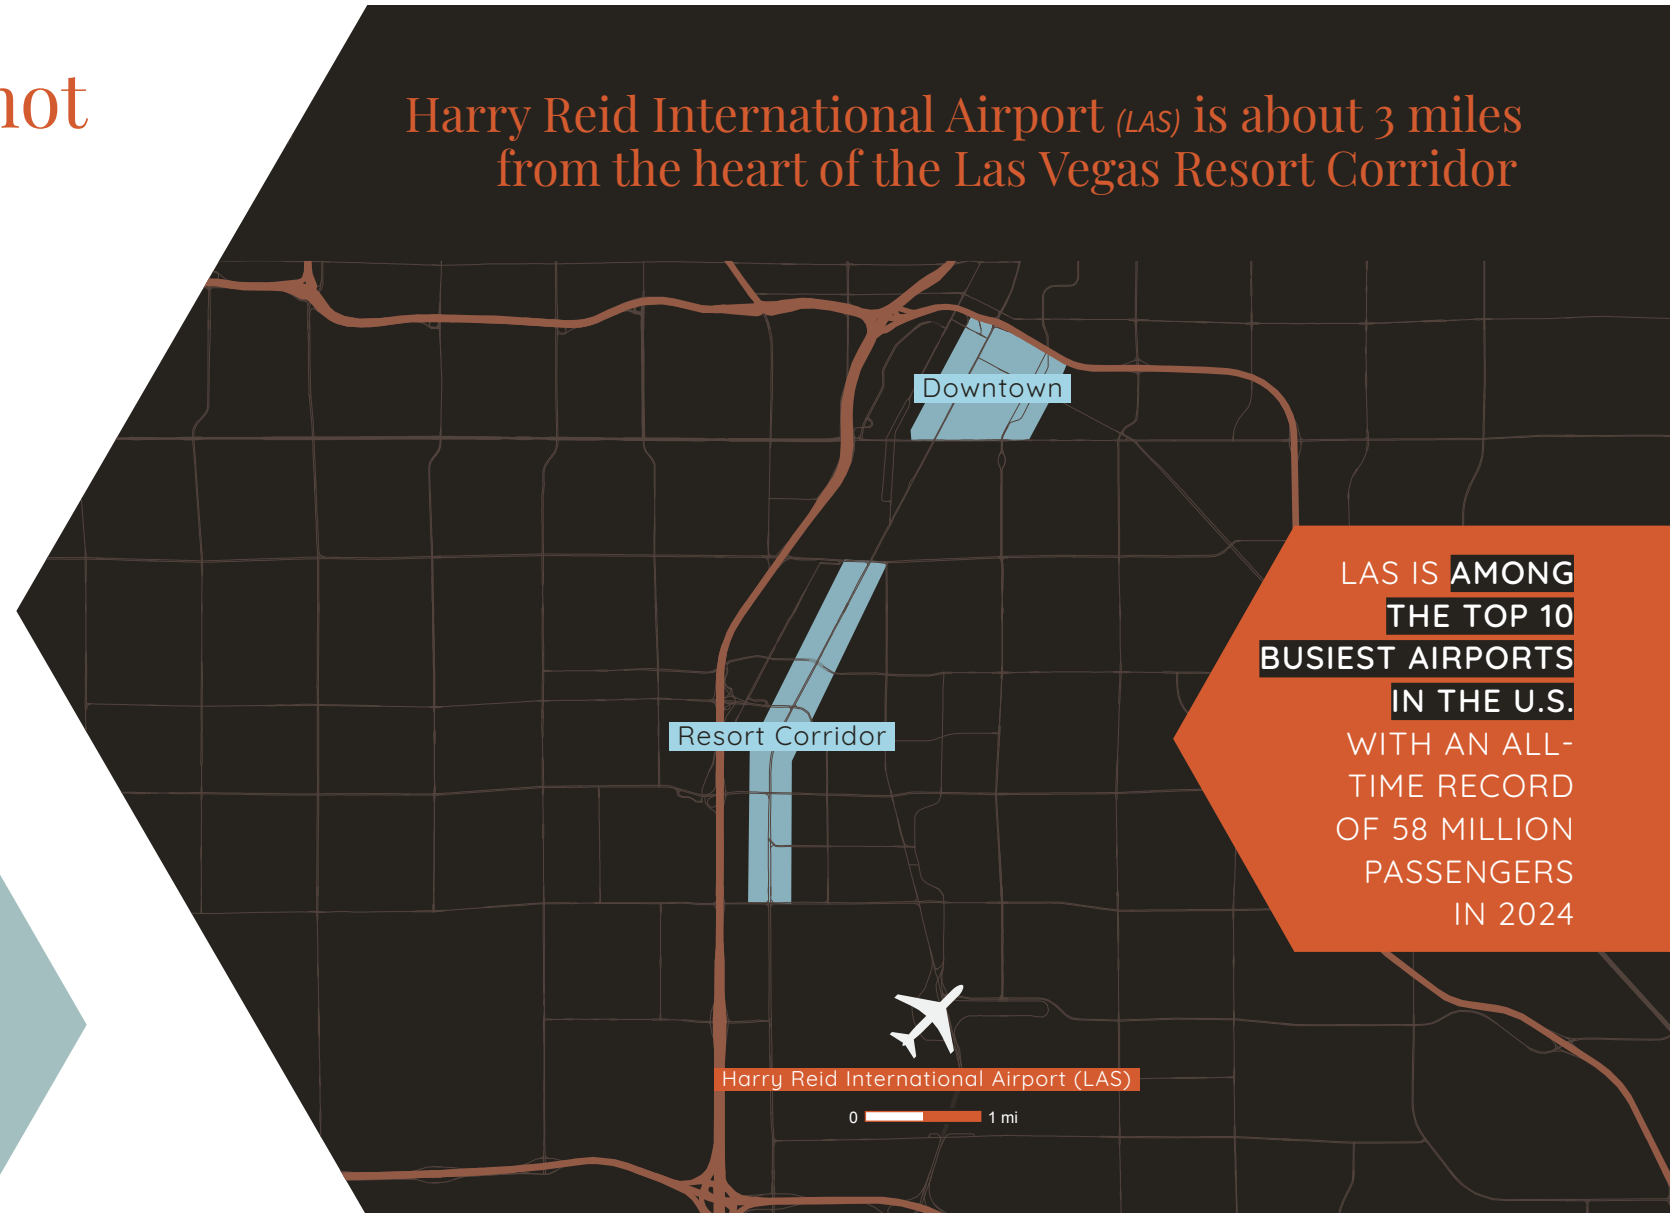 Harry Reid International Airport (LAS) is about 3 miles
from the heart of the Las Vegas Resort Corridor
Downtown
LAS IS AMONG
THE TOP 10
BUSIEST AIRPORTS
IN THE U.S.
WITH AN ALL-
TIME RECORD
OF 58 MILLION
PASSENGERS
IN 2024
Resort Corridor
Harry Reid International Airport (LAS)
0 1 mi